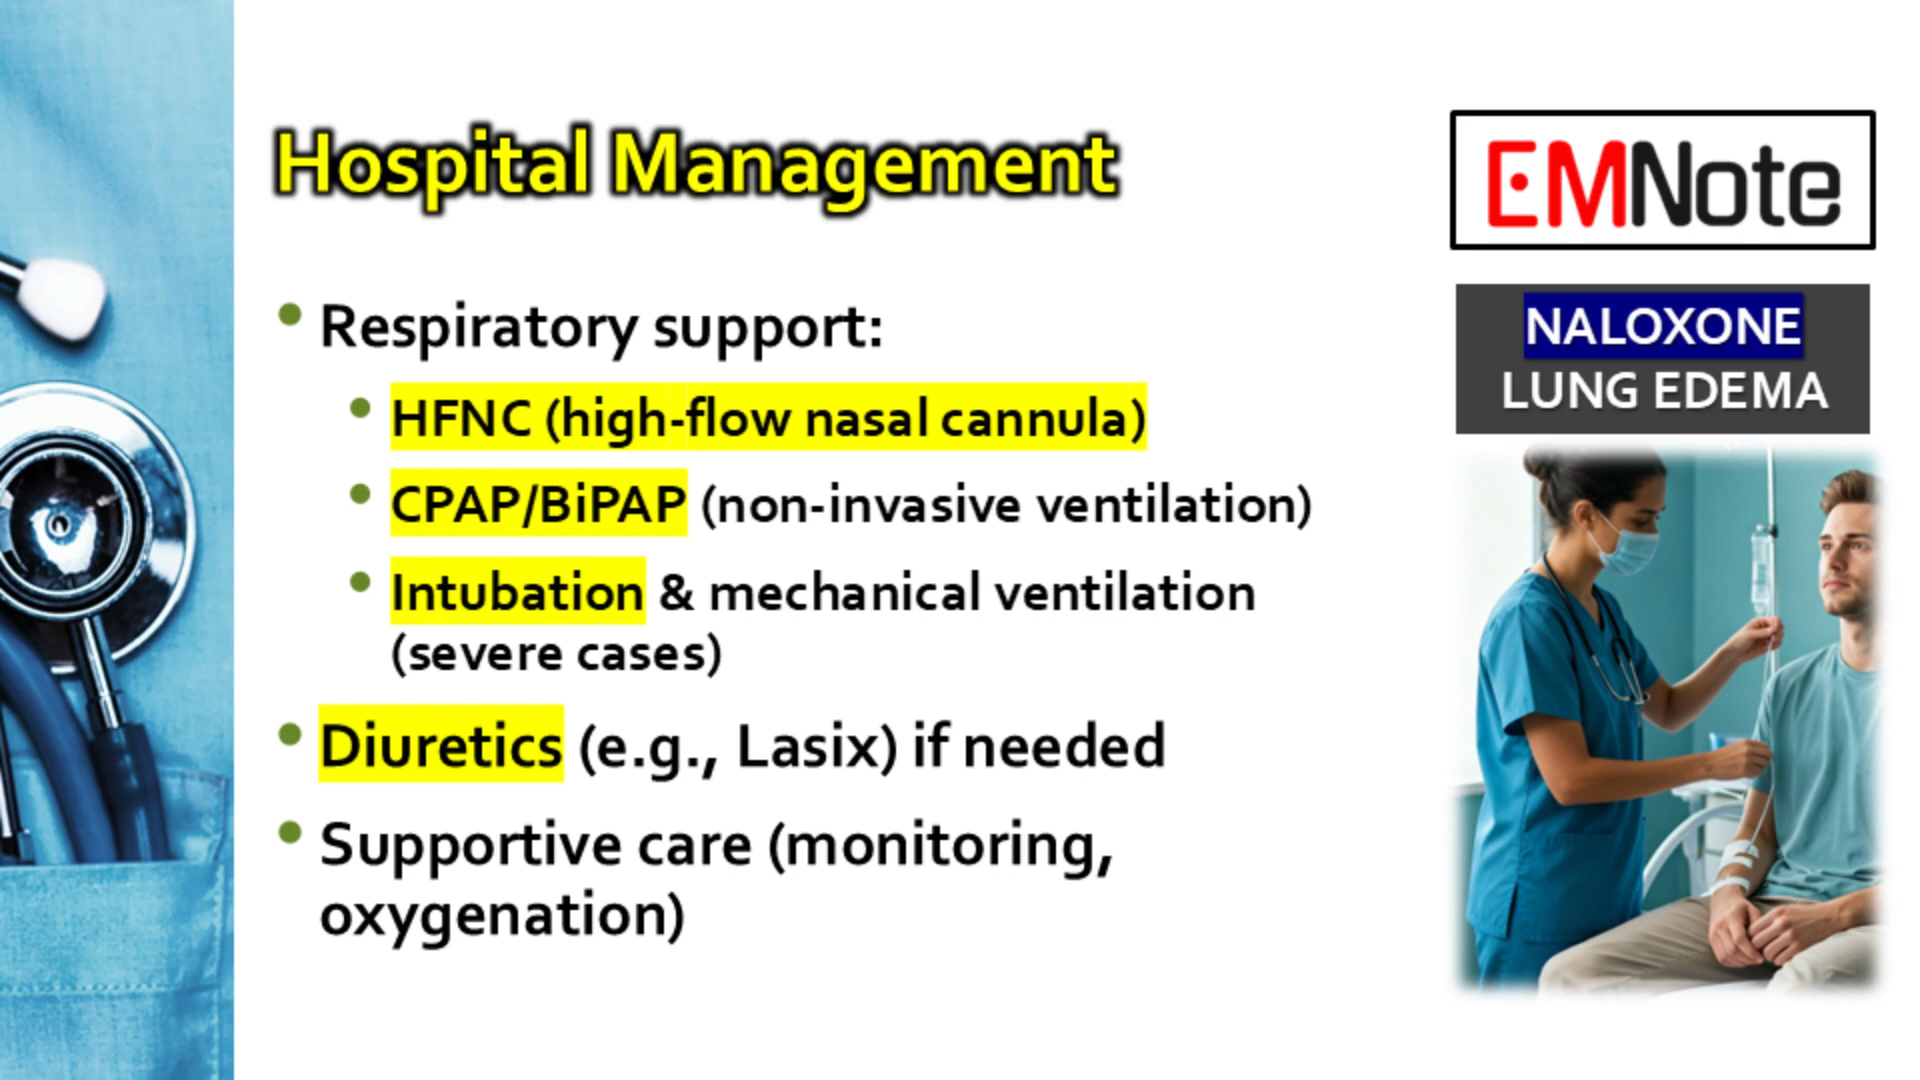 Hospital Management
EMNote
NALOXONE
LUNG EDEMA
• Respiratory support:
• HFNC (high-flow nasal cannula)
• CPAP/BiPAP (non-invasive ventilation)
• Intubation & mechanical ventilation
(severe cases)
• Diuretics (e.g., Lasix) if needed
• Supportive care (monitoring,
oxygenation)